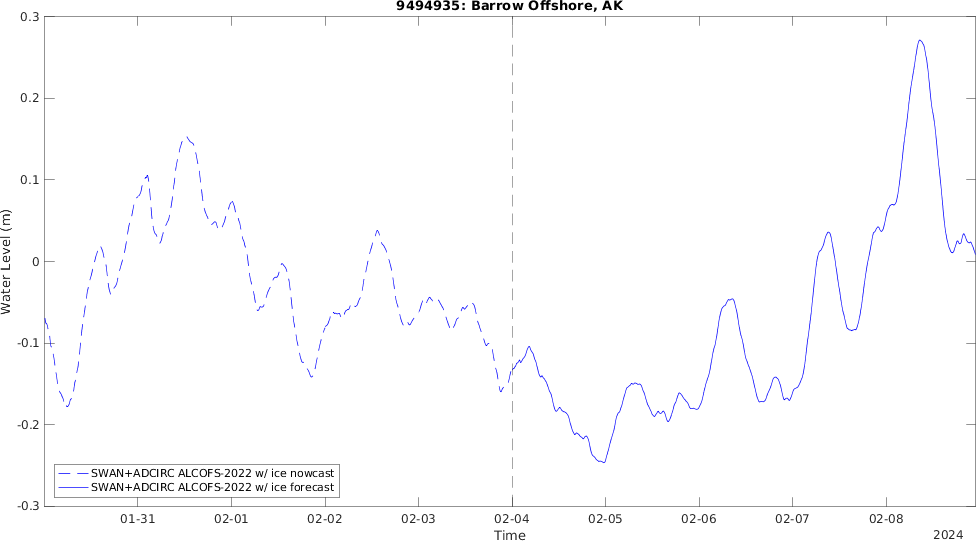 9494935: Barrow Offshore, AK
0.3
0.2
0.1
0
-0.1
-0.2
-0.3
Water Level (m)
SWAN+ADCIRC ALCOFS-2022 w/ ice nowcast
SWAN+ADCIRC ALCOFS-2022 w/ ice forecast
01-31 02-01 02-02 02-03 02-04 02-05 02-06 02-07 02-08
Time
2024